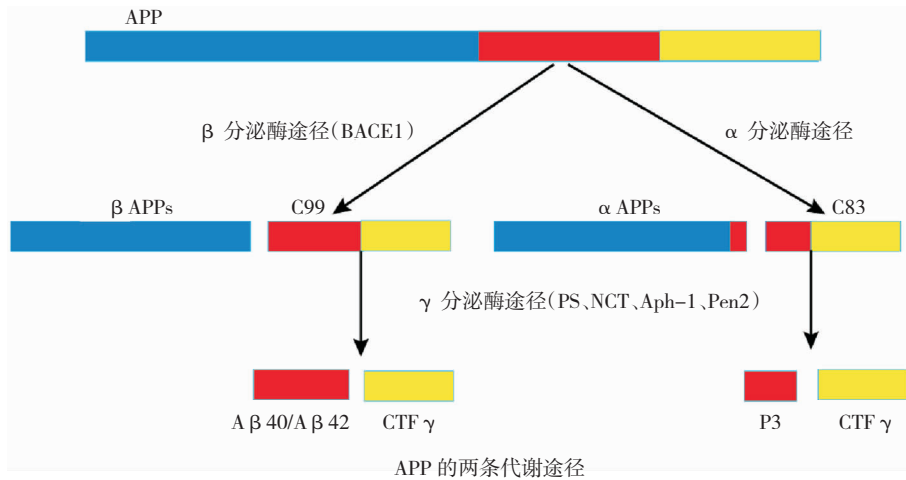 APP
β 分泌酶途径(BACE1)
α 分泌酶途径
β APPs
C99
α APPs
C83
γ 分泌酶途径(PS、NCT、Aph-1、Pen2)
A β 40/A β 42
CTF γ
P3
CTF γ
APP 的两条代谢途径